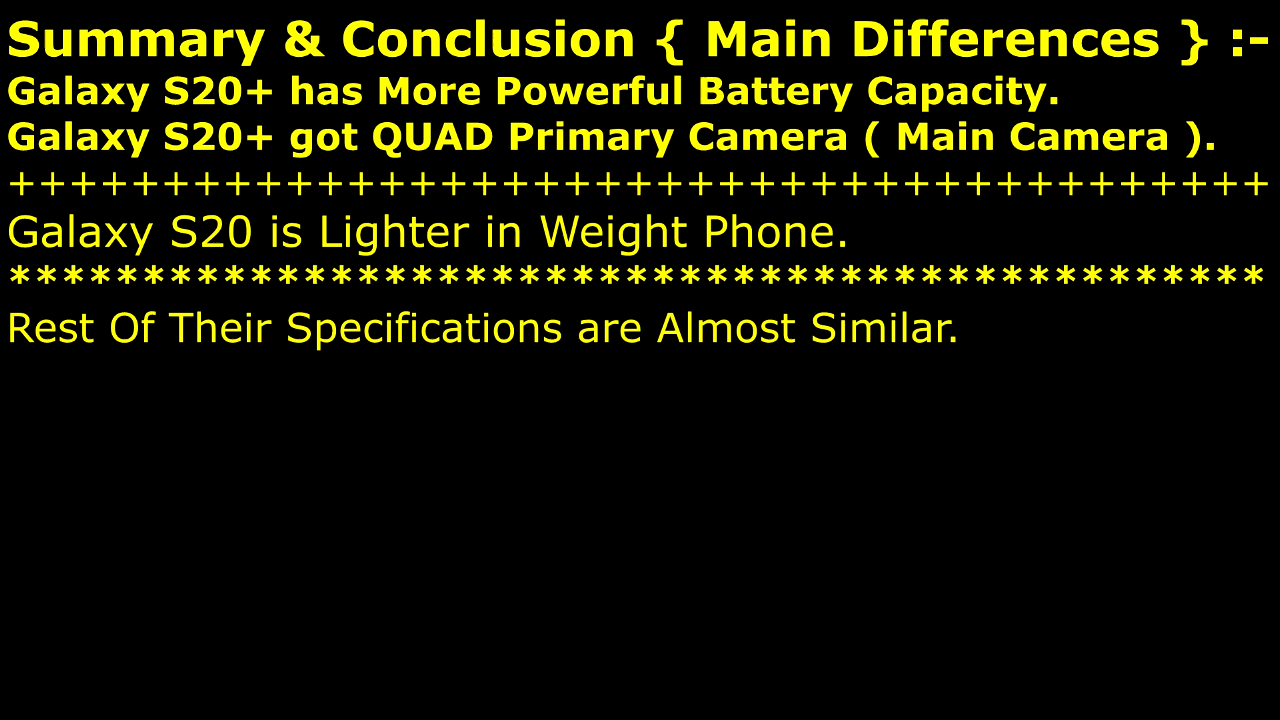 Summary & Conclusion { Main Differences } :-
Galaxy S20+ has More Powerful Battery Capacity.
Galaxy S20+ got QUAD Primary Camera ( Main Camera ).
+++++++++++++++++++++++++++++++++++++++++
Galaxy S20 is Lighter in Weight Phone.
***********************************************
Rest Of Their Specifications are Almost Similar.